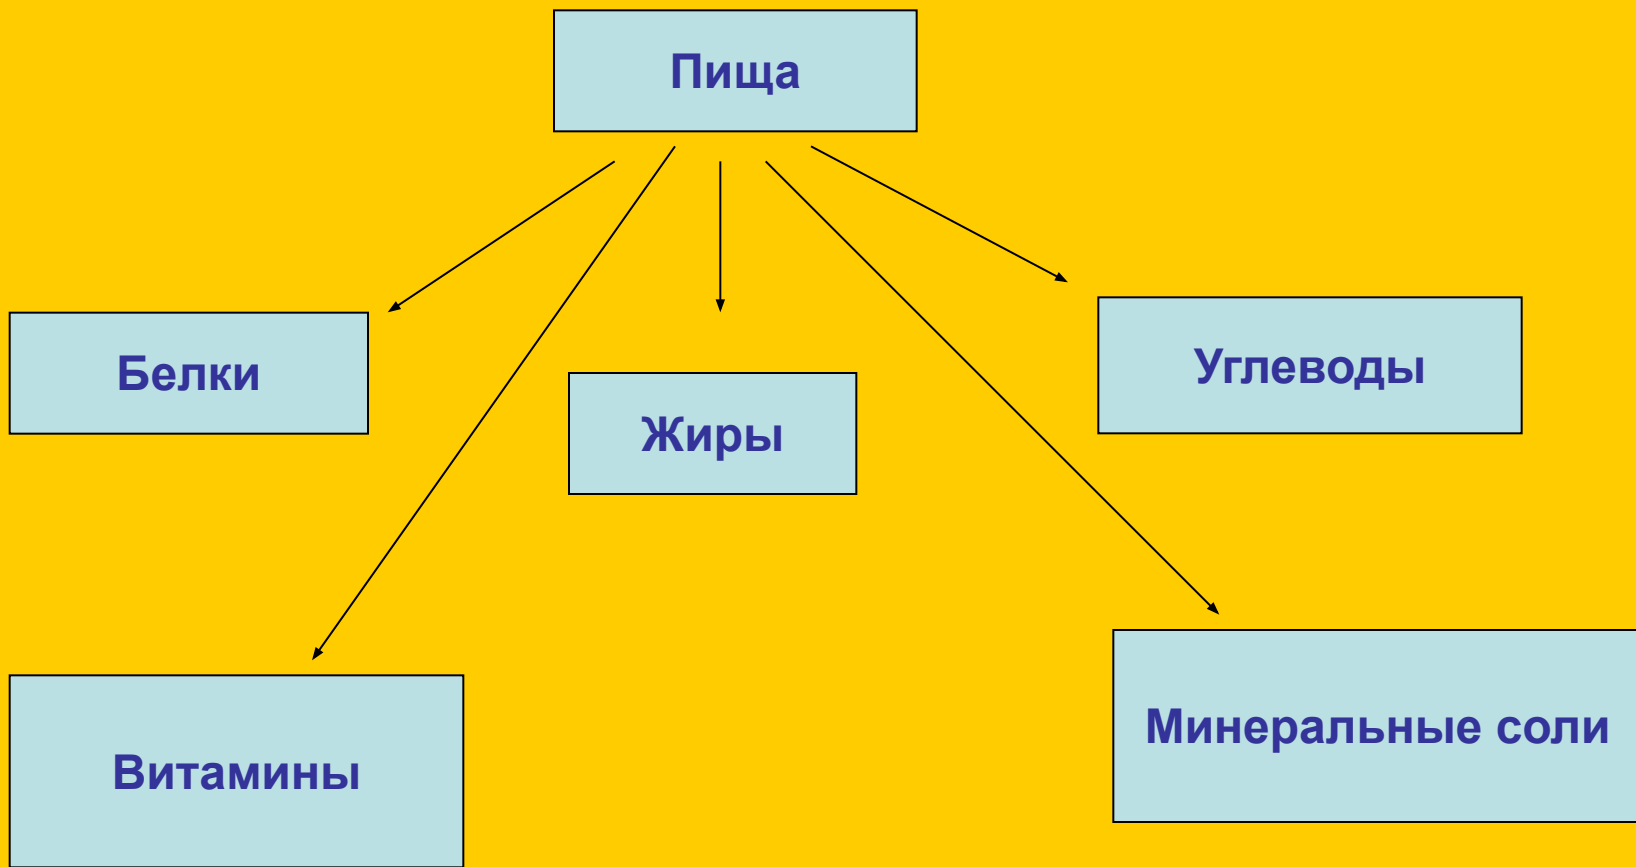 Пища
Белки
Жиры
Углеводы
Витамины
Минеральные соли